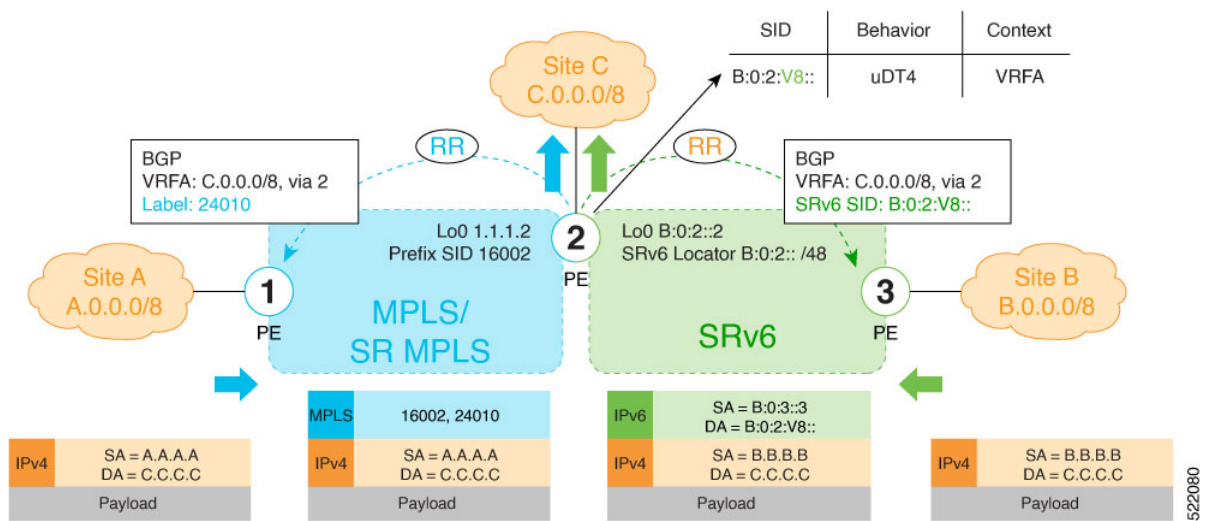 SID Behavior Context
B:0:2:V8:: uDT4 VRFA
Site C
C.0.0.0/8
RR
RR
BGP
VRFA: C.0.0.0/8, via 2
Label: 24010
BGP
VRFA: C.0.0.0/8, via 2
SRv6 SID: B:0:2:V8::
Lo0 1.1.1.2
Prefix SID 16002
2
PE
Lo0 B:0:2::2
SRv6 Locator B:0:2:: /48
Site A
A.0.0.0/8
1
PE
MPLS/
SR MPLS
SRv6
3
PE
Site B
B.0.0.0/8
IPv4
SA = A.A.A.A
DA = C.C.C.C
Payload
MPLS
16002, 24010
IPv4
SA = A.A.A.A
DA = C.C.C.C
Payload
IPv6
SA = B:0:3::3
DA = B:0:2:V8::
IPv4
SA = B.B.B.B
DA = C.C.C.C
Payload
IPv4
SA = B.B.B.B
DA = C.C.C.C
Payload
522080